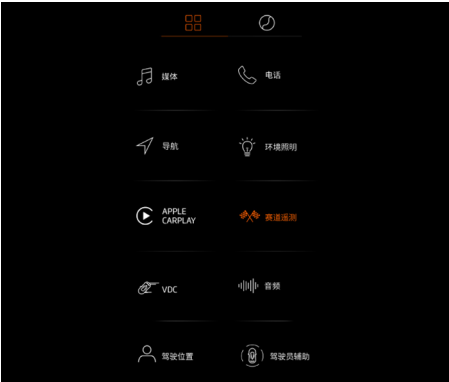 媒体
电话
导航
环境照明
APPLE
CARPLAY
赛道遥测
VDC
音频
驾驶位置
驾驶员辅助